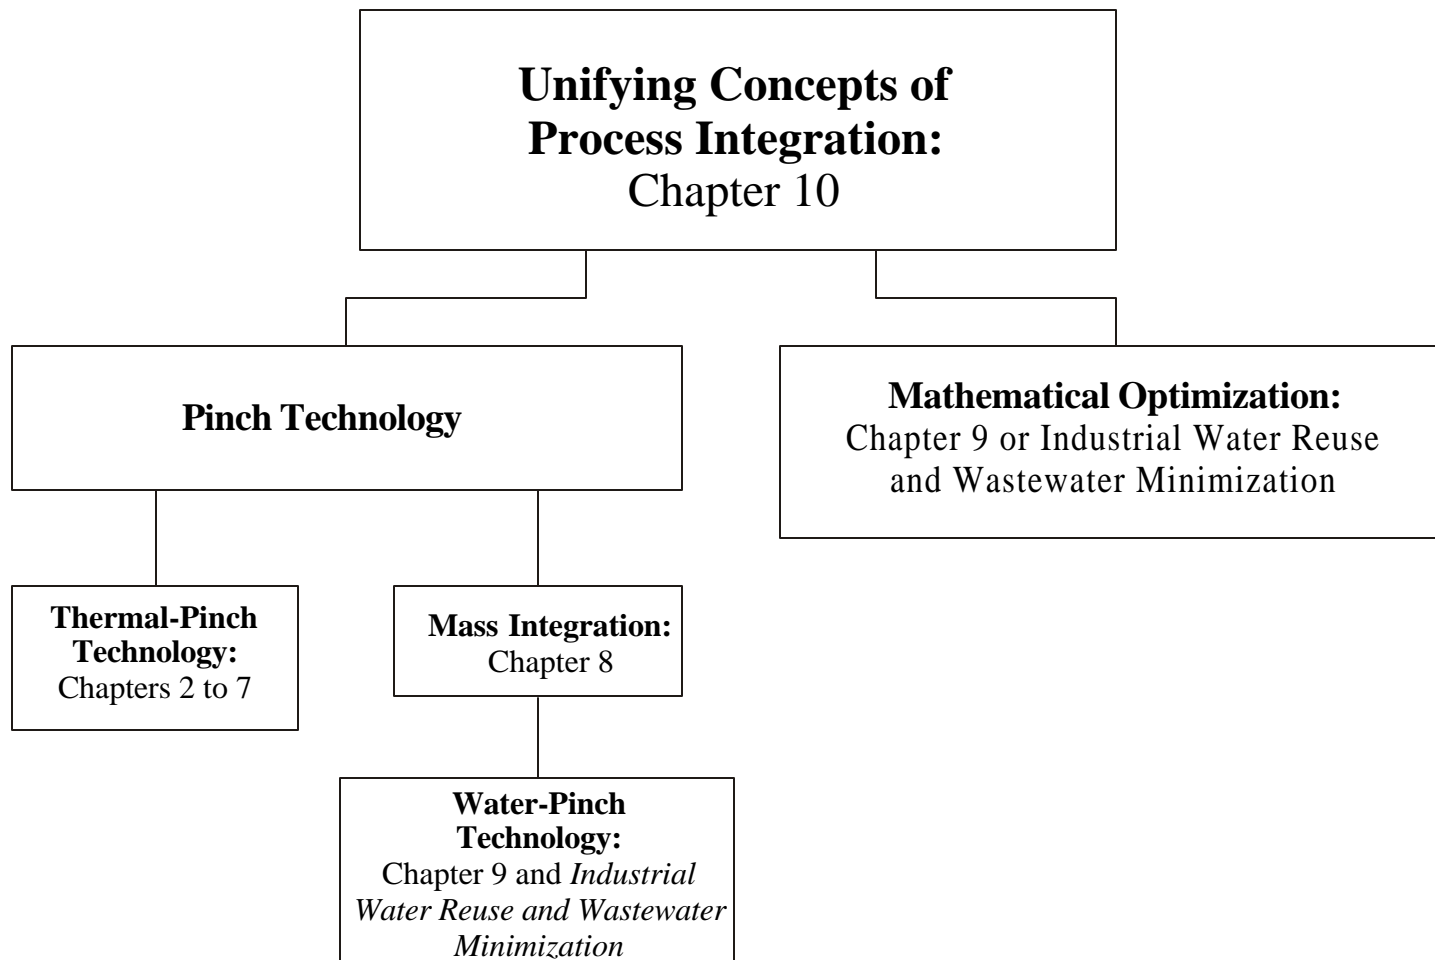 Unifying Concepts of
Process Integration:
Chapter 10
Pinch Technology
Mathematical Optimization:
Chapter 9 or Industrial Water Reuse
and Wastewater Minimization
Thermal-Pinch
Technology:
Chapters 2 to 7
Mass Integration:
Chapter 8
Water-Pinch
Technology:
Chapter 9 and Industrial
Water Reuse and Wastewater
Minimization